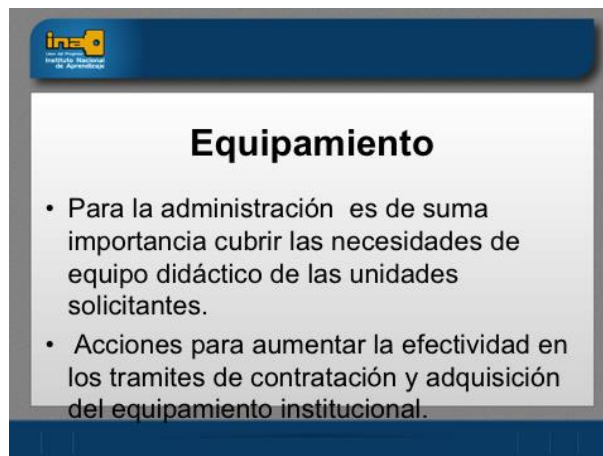 ina
Llave del Progreso
Instituto Nacional
de Aprendizaje
Equipamiento
• Para la administración  es de suma
importancia cubrir las necesidades de
equipo didáctico de las unidades
solicitantes.
•  Acciones para aumentar la efectividad en
los tramites de contratación y adquisición
del equipamiento institucional.